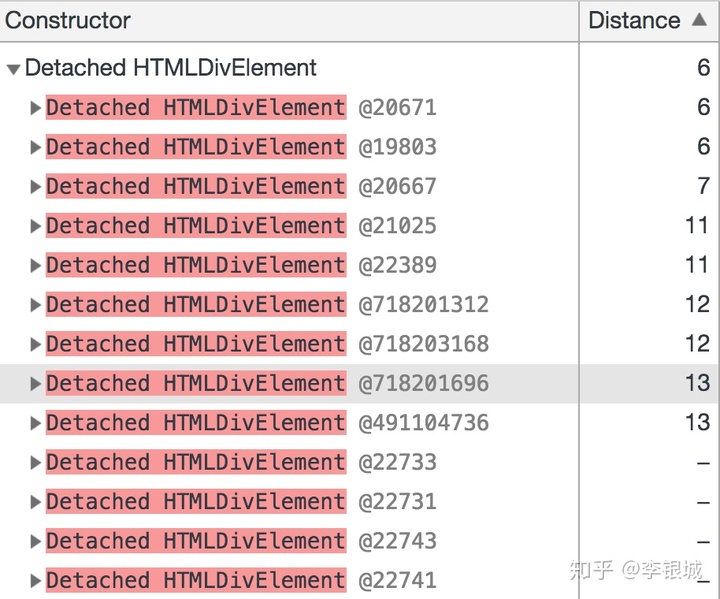 Constructor Distance ▲
▼Detached HTMLDivElement 6
▶Detached HTMLDivElement @20671 6
▶Detached HTMLDivElement @19803 6
▶Detached HTMLDivElement @20667 7
▶Detached HTMLDivElement @21025 11
▶Detached HTMLDivElement @22389 11
▶Detached HTMLDivElement @718201312 12
▶Detached HTMLDivElement @718203168 12
▶Detached HTMLDivElement @718201696 13
▶Detached HTMLDivElement @491104736 13
▶Detached HTMLDivElement @22733 –
▶Detached HTMLDivElement @22731 –
▶Detached HTMLDivElement @22743 –
▶Detached HTMLDivElement @22741 –
知乎 @李银城